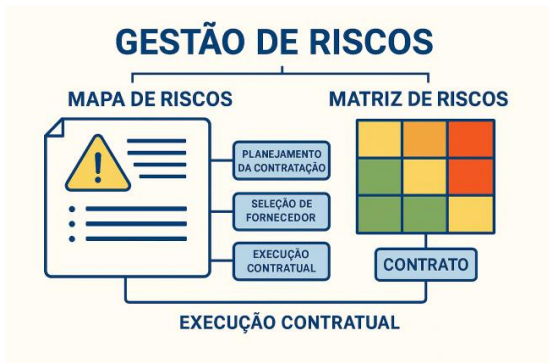 GESTÃO DE RISCOS
MAPA DE RISCOS
MATRIZ DE RISCOS
PLANEJAMENTO
DA CONTRATAÇÃO
SELEÇÃO DE
FORNECEDOR
EXECUÇÃO
CONTRATUAL
CONTRATO
EXECUÇÃO CONTRATUAL